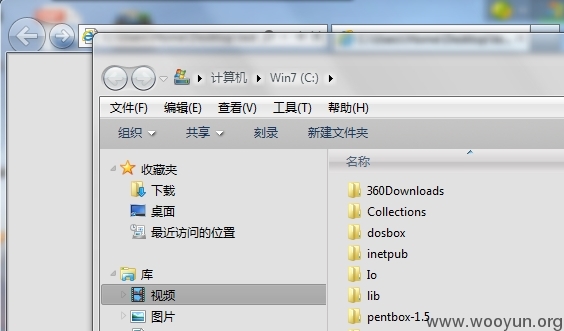 计算机 Win7 (C:)
文件(F) 编辑(E) 查看(V) 工具(T) 帮助(H)
组织 共享 刻录 新建文件夹
收藏夹
下载
桌面
最近访问的位置
库
视频
图片
名称
360Downloads
Collections
dosbox
inetpub
Io
lib
pentbox-1.5
www.wooyun.org